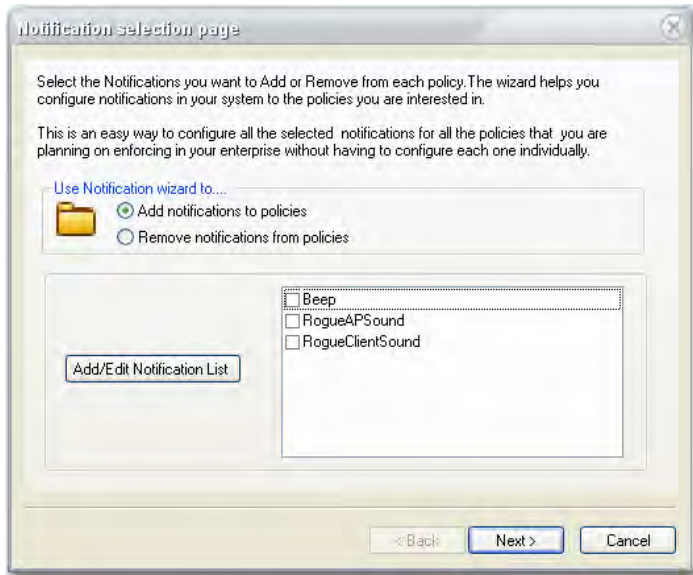 Notification selection page
Select the Notifications you want to Add or Remove from each policy.The wizard helps you
configure notifications in your system to the policies you are interested in.
This is an easy way to configure all the selected notifications for all the policies that you are
planning on enforcing in your enterprise without having to configure each one individually.
Use Notification wizard to....
Add notifications to policies
Remove notifications from policies
Beep
RogueAPSound
RogueClientSound
Add/Edit Notification List
< Back
Next >
Cancel